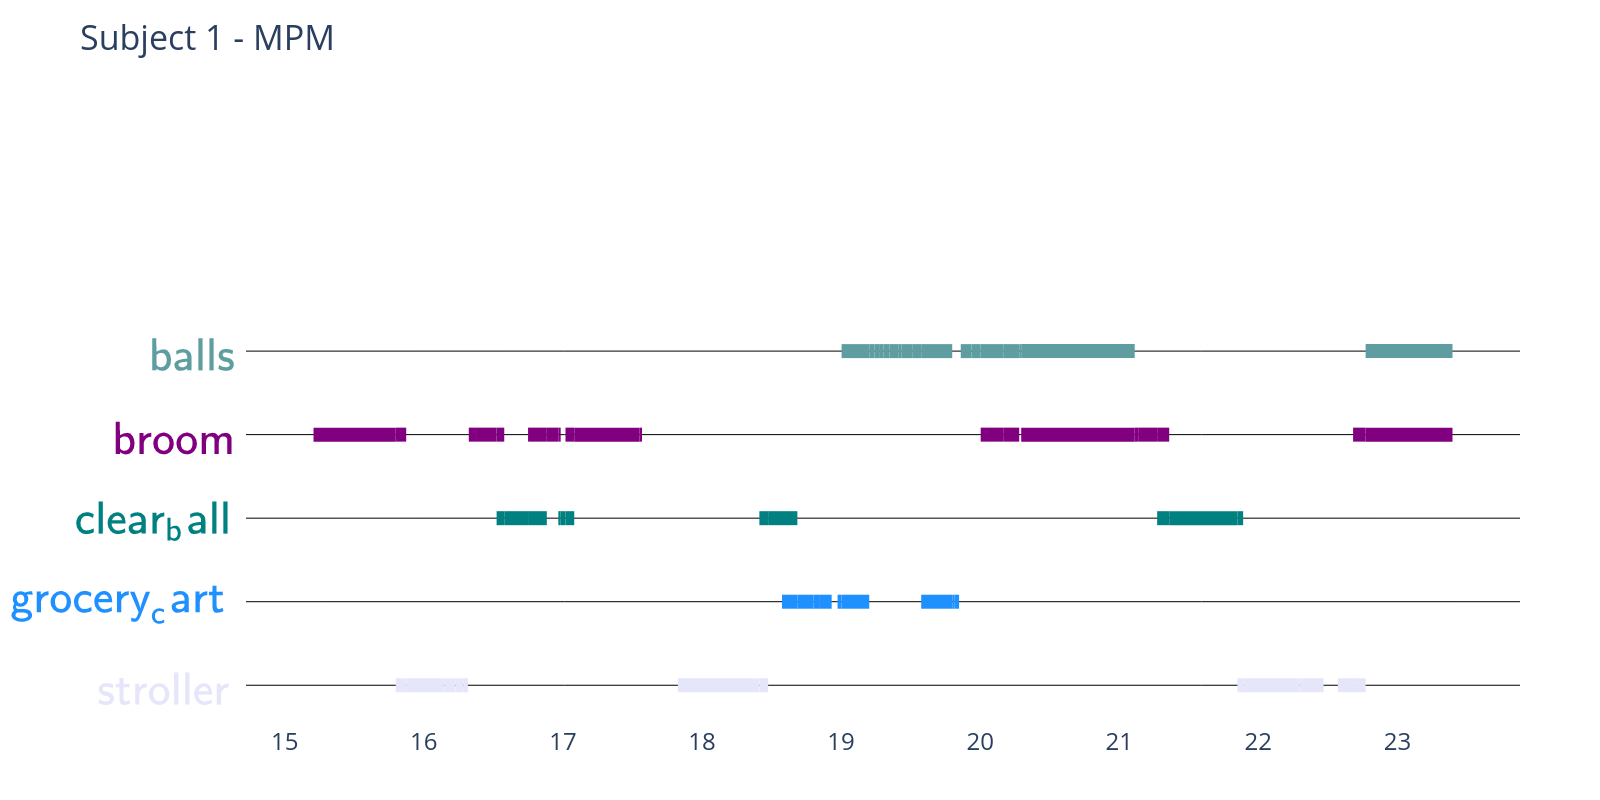 Subject 1 - MPM
balls
broom
clear_ball
grocery_cart
stroller
15 16 17 18 19 20 21 22 23